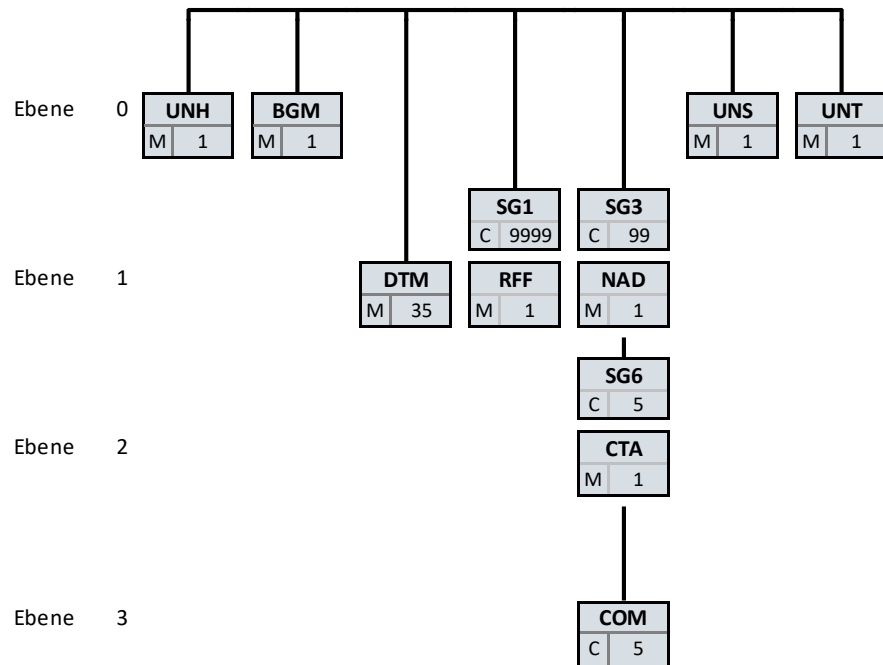 Ebene 0 UNH BGM UNS UNT
M 1 M 1 M 1 M 1
SG1 SG3
C 9999 C 99
Ebene 1 DTM RFF NAD
M 35 M 1 M 1
SG6
C 5
Ebene 2 CTA
M 1
Ebene 3 COM
C 5